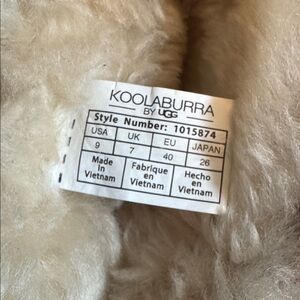 KOOLABURRA
BY UGG
Style Number: 1015874
USA UK EU JAPAN
9 7 40 26
Made in Vietnam
Fabrique en Vietnam
Hecho en Vietnam